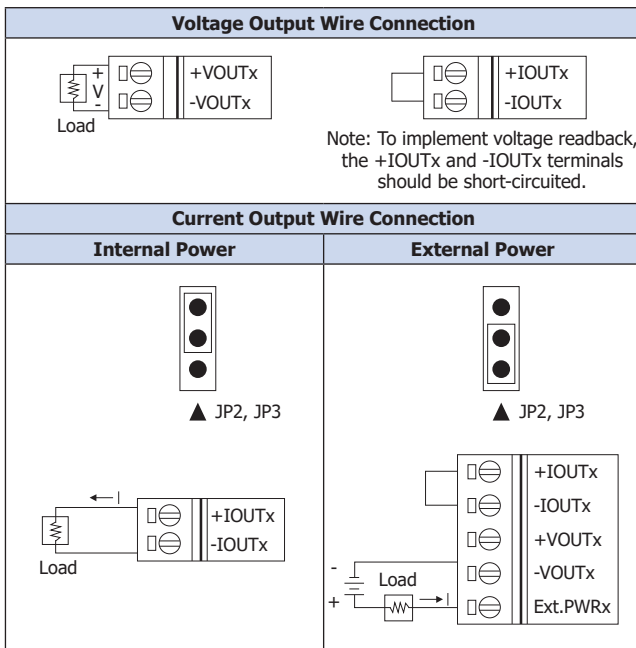 Voltage Output Wire Connection
+
V
-
Load
+VOUTx
-VOUTx
+IOUTx
-IOUTx
Note: To implement voltage readback,
the +IOUTx and -IOUTx terminals
should be short-circuited.
Current Output Wire Connection
Internal Power
External Power
JP2, JP3
JP2, JP3
I
+IOUTx
-IOUTx
Load
+IOUTx
-IOUTx
+VOUTx
-VOUTx
Ext.PWRx
-
+
Load
I